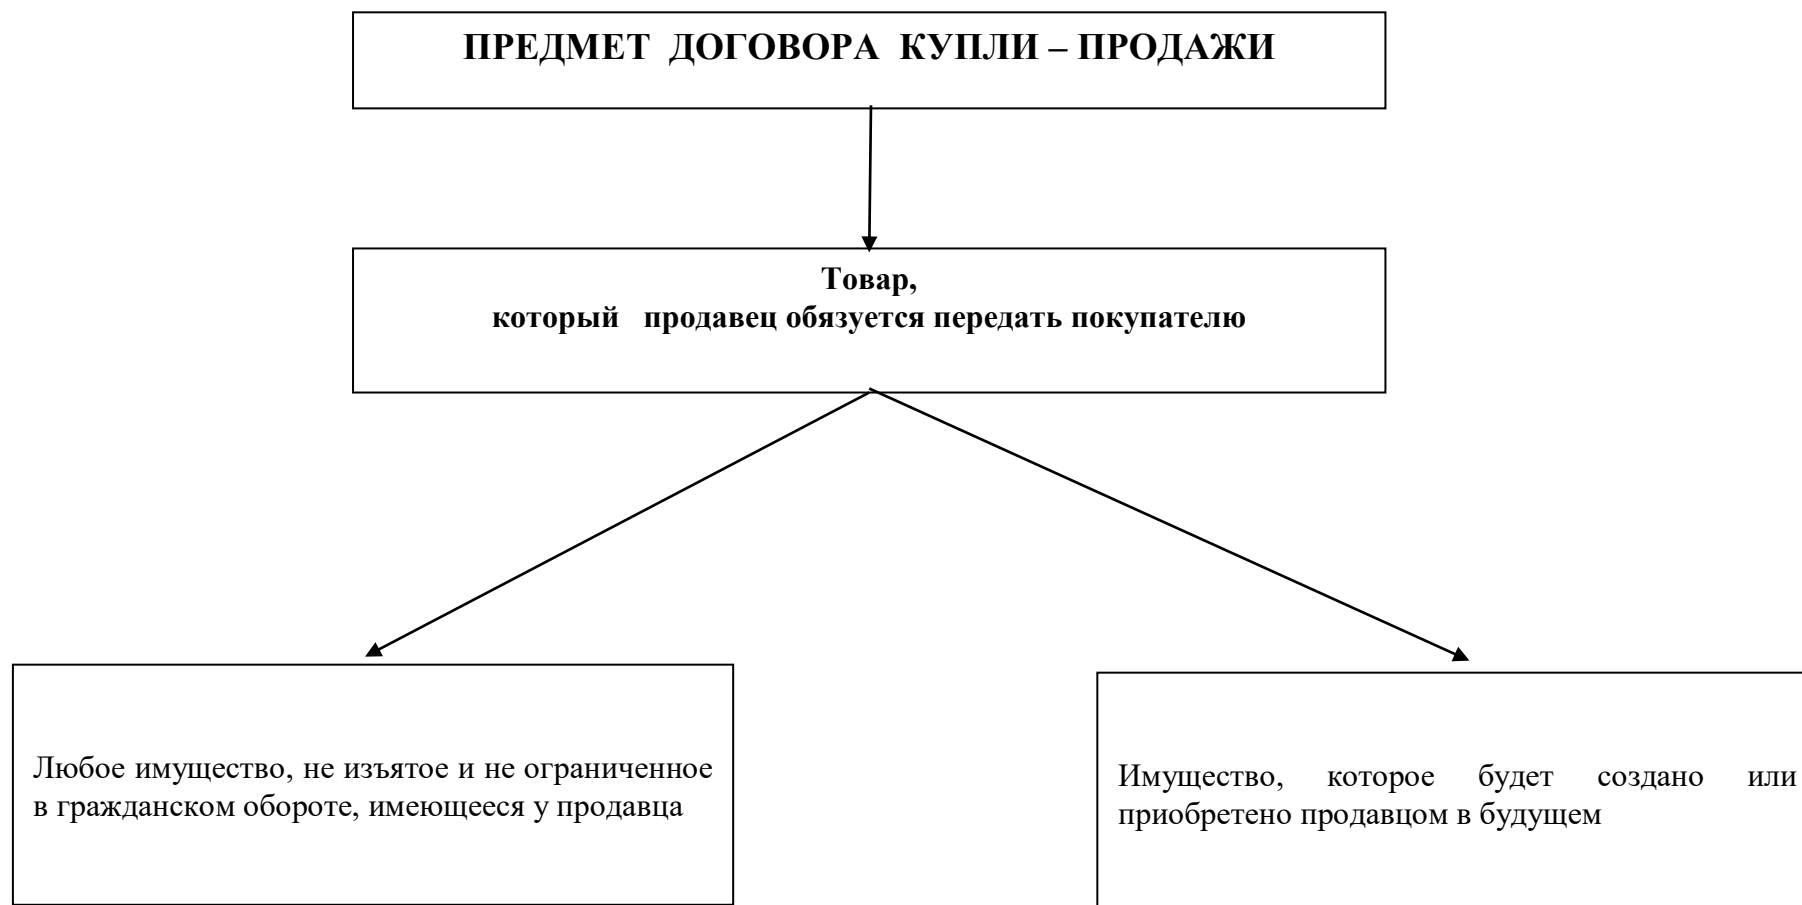 ПРЕДМЕТ ДОГОВОРА КУПЛИ – ПРОДАЖИ
Товар,
который продавец обязуется передать покупателю
Любое имущество, не изъятое и не ограниченное
в гражданском обороте, имеющееся у продавца
Имущество, которое будет создано или
приобретено продавцом в будущем